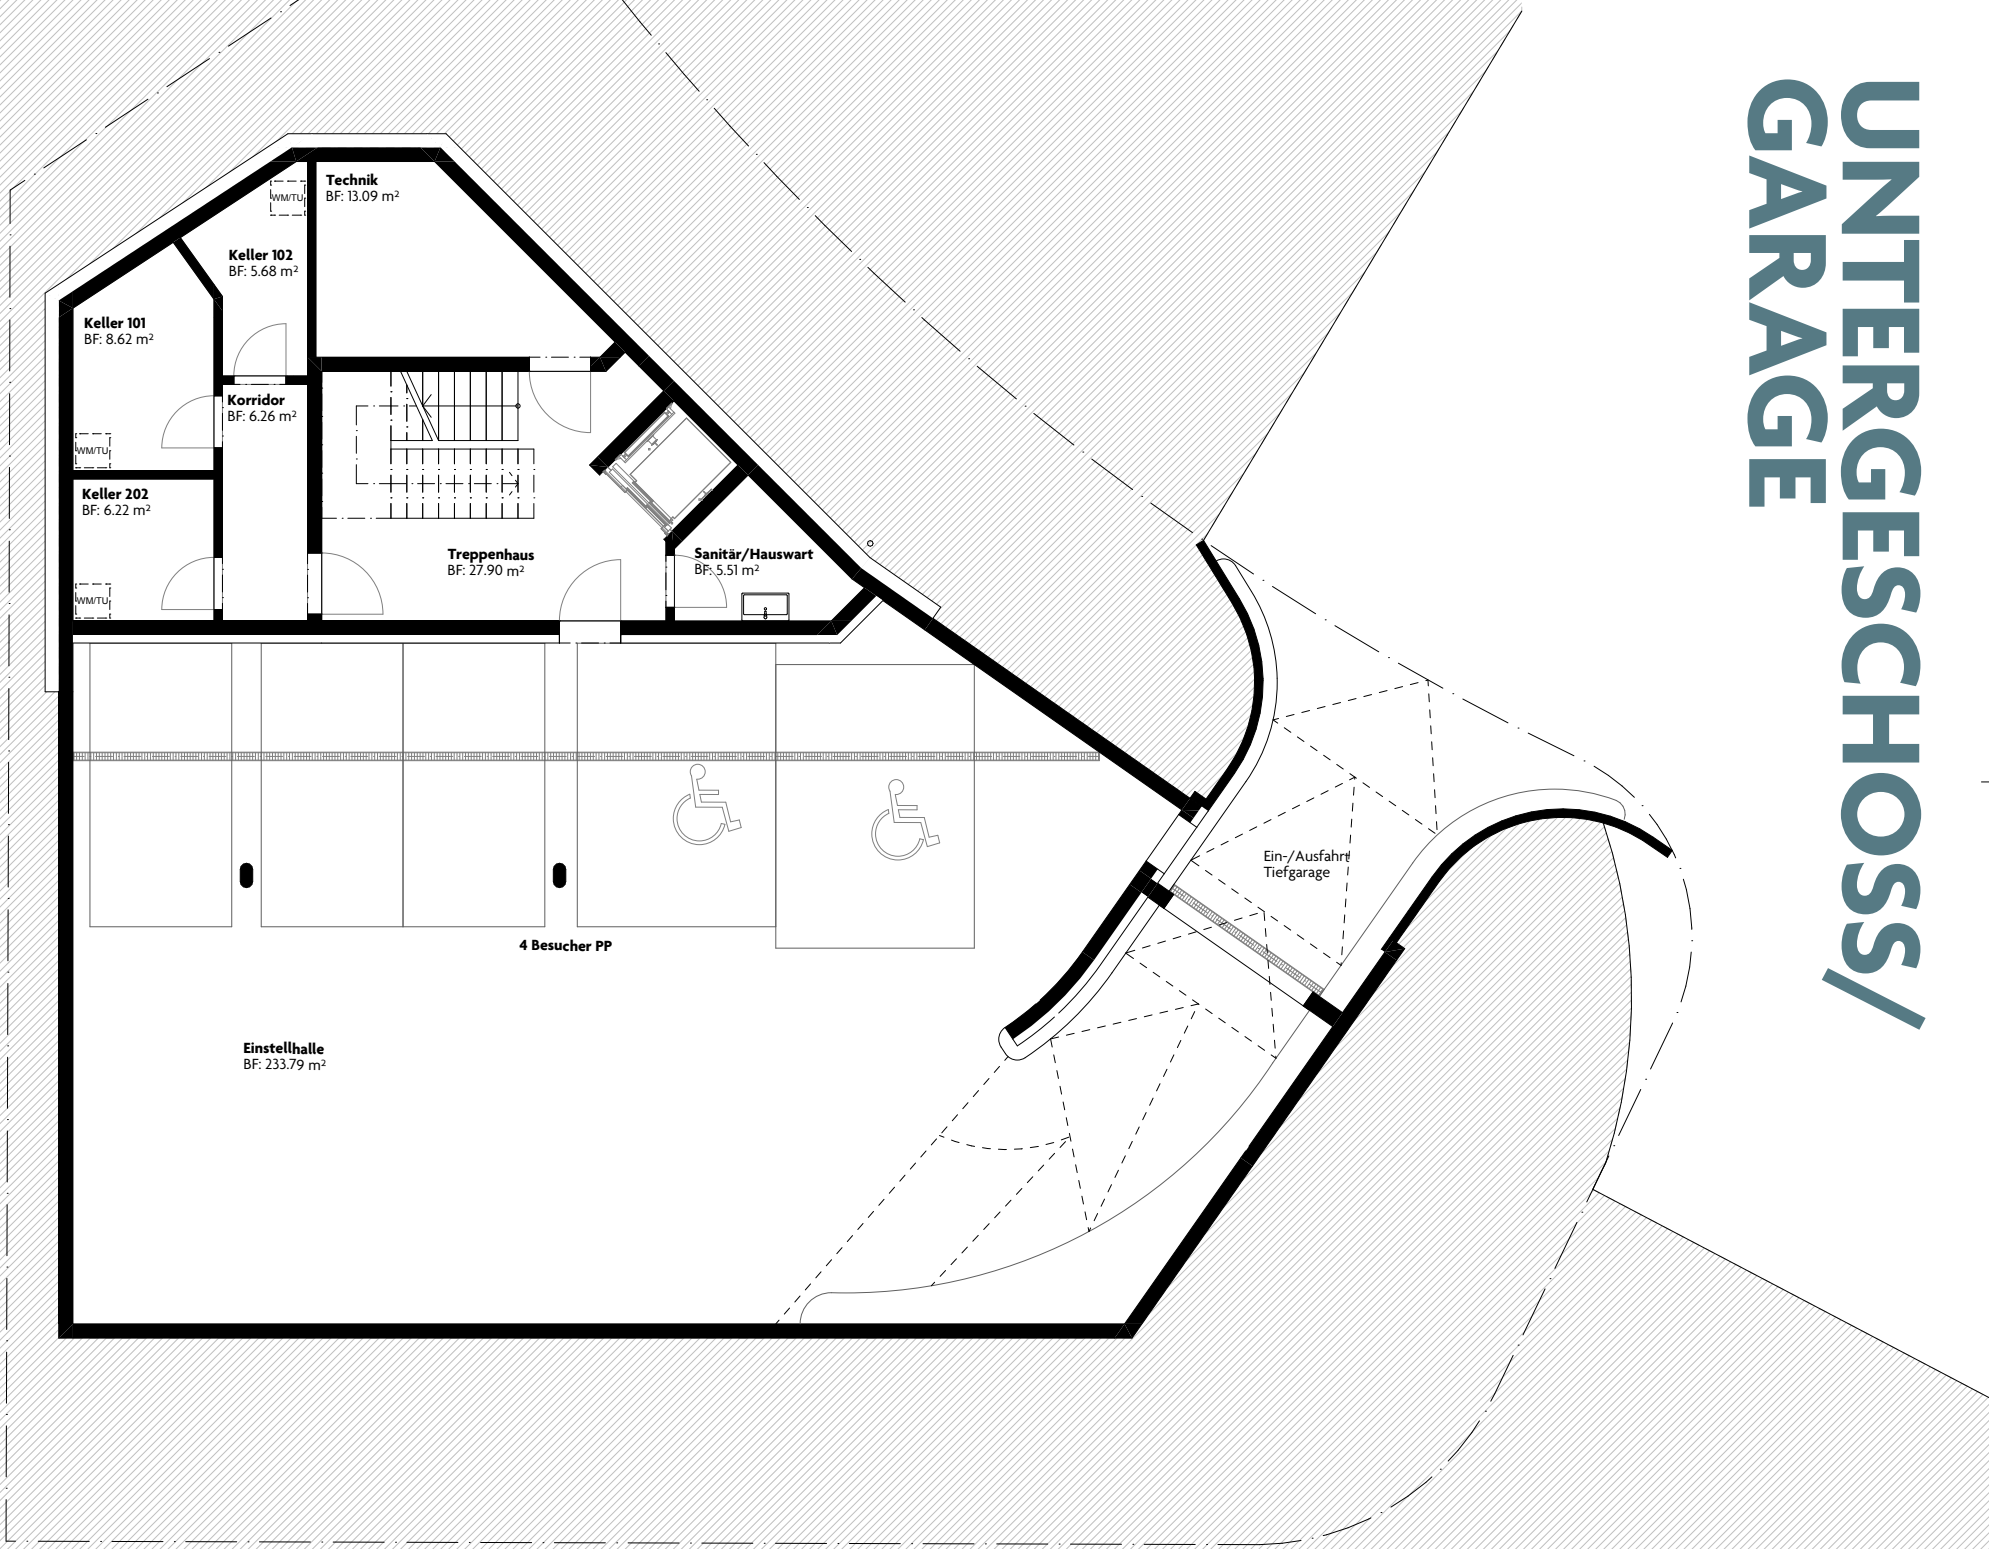 UNTERGESCHOSS/
GARAGE
Technik
BF: 13.09 m²
WM/TU
Keller 102
BF: 5.68 m²
Keller 101
BF: 8.62 m²
Korridor
BF: 6.26 m²
WM/TU
Keller 202
BF: 6.22 m²
Treppenhaus
BF: 27.90 m²
Sanitär/Hauswart
BF: 5.51 m²
WM/TU
Ein-/Ausfahrt
Tiefgarage
4 Besucher PP
Einstellhalle
BF: 233.79 m²